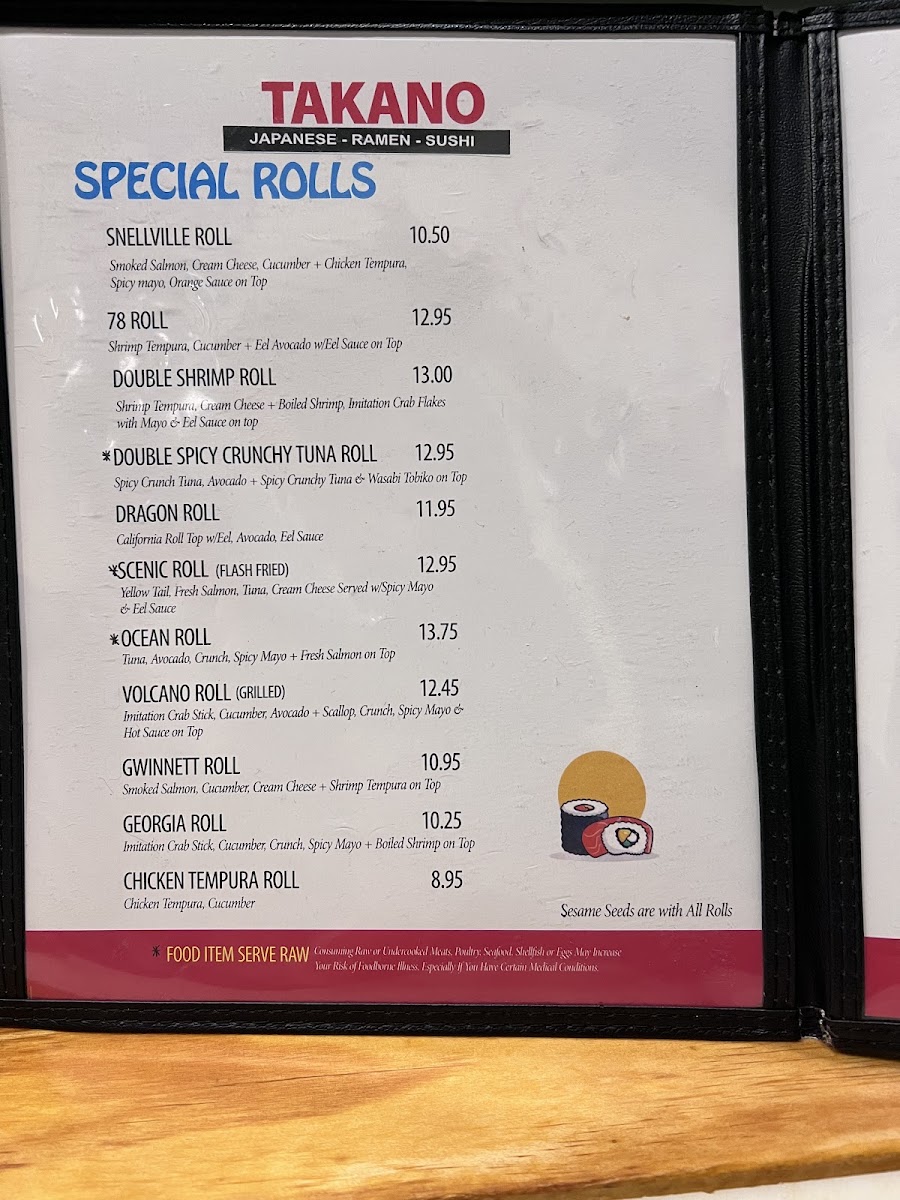 TAKANO
JAPANESE - RAMEN - SUSHI
SPECIAL ROLLS
SNELLVILLE ROLL 10.50
Smoked Salmon, Cream Cheese, Cucumber + Chicken Tempura,
Spicy mayo, Orange Sauce on Top
78 ROLL 12.95
Shrimp Tempura, Cucumber + Eel Avocado w/Eel Sauce on Top
DOUBLE SHRIMP ROLL 13.00
Shrimp Tempura, Cream Cheese + Boiled Shrimp, Imitation Crab Flakes
with Mayo & Eel Sauce on top
*DOUBLE SPICY CRUNCHY TUNA ROLL 12.95
Spicy Crunch Tuna, Avocado + Spicy Crunchy Tuna & Wasabi Tobiko on Top
DRAGON ROLL 11.95
California Roll Top w/Eel, Avocado, Eel Sauce
*SCENIC ROLL (FLASH FRIED) 12.95
Yellow Tail, Fresh Salmon, Tuna, Cream Cheese Served w/Spicy Mayo
& Eel Sauce
*OCEAN ROLL 13.75
Tuna, Avocado, Crunch, Spicy Mayo + Fresh Salmon on Top
VOLCANO ROLL (GRILLED) 12.45
Imitation Crab Stick, Cucumber, Avocado + Scallop, Crunch, Spicy Mayo &
Hot Sauce on Top
GWINNETT ROLL 10.95
Smoked Salmon, Cucumber, Cream Cheese + Shrimp Tempura on Top
GEORGIA ROLL 10.25
Imitation Crab Stick, Cucumber, Crunch, Spicy Mayo + Boiled Shrimp on Top
CHICKEN TEMPURA ROLL 8.95
Chicken Tempura, Cucumber
Sesame Seeds are with All Rolls
* FOOD ITEM SERVE RAW Consuming Raw or Undercooked Meats, Poultry, Seafood, Shellfish or Eggs May Increase
Your Risk of Foodborne Illness, Especially If You Have Certain Medical Conditions.